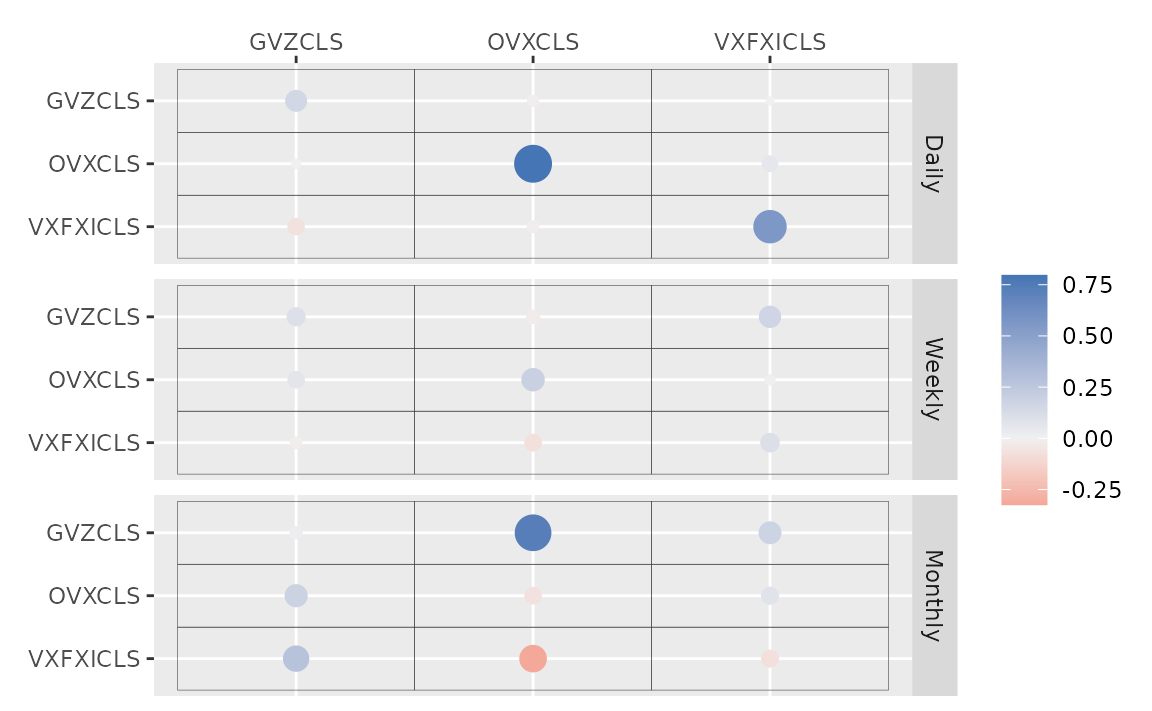 GVZCLS OVXCLS VXFXICLS
GVZCLS
OVXCLS
VXFXICLS
Daily
GVZCLS
OVXCLS
VXFXICLS
Weekly
GVZCLS
OVXCLS
VXFXICLS
Monthly
0.75
0.50
0.25
0.00
-0.25